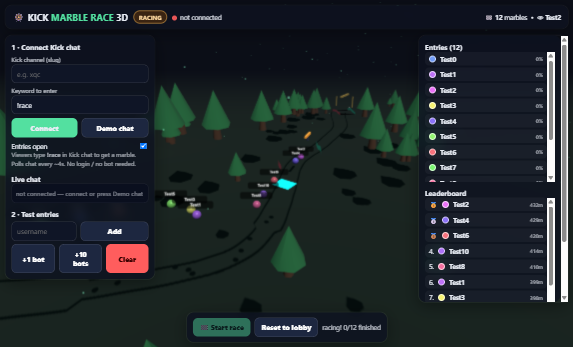 KICK MARBLE RACE 3D
RACING
not connected
12 marbles • Test2
1 · Connect Kick chat
Kick channel (slug)
e.g. xqc
Keyword to enter
!race
Connect
Demo chat
Entries open
Viewers type !race in Kick chat to get a marble.
Polls chat every ~4s. No login / no bot needed.
Live chat
not connected — connect or press Demo chat
2 · Test entries
username
Add
+1 bot
+10 bots
Clear
Entries (12)
Test0 0%
Test1 0%
Test2 0%
Test3 0%
Test4 0%
Test5 0%
Test6 0%
Test7 0%
Leaderboard
Test2
Test4
Test6
4. Test10
5. Test8
6. Test1
7. Test3
Start race
Reset to lobby
racing! 0/12 finished